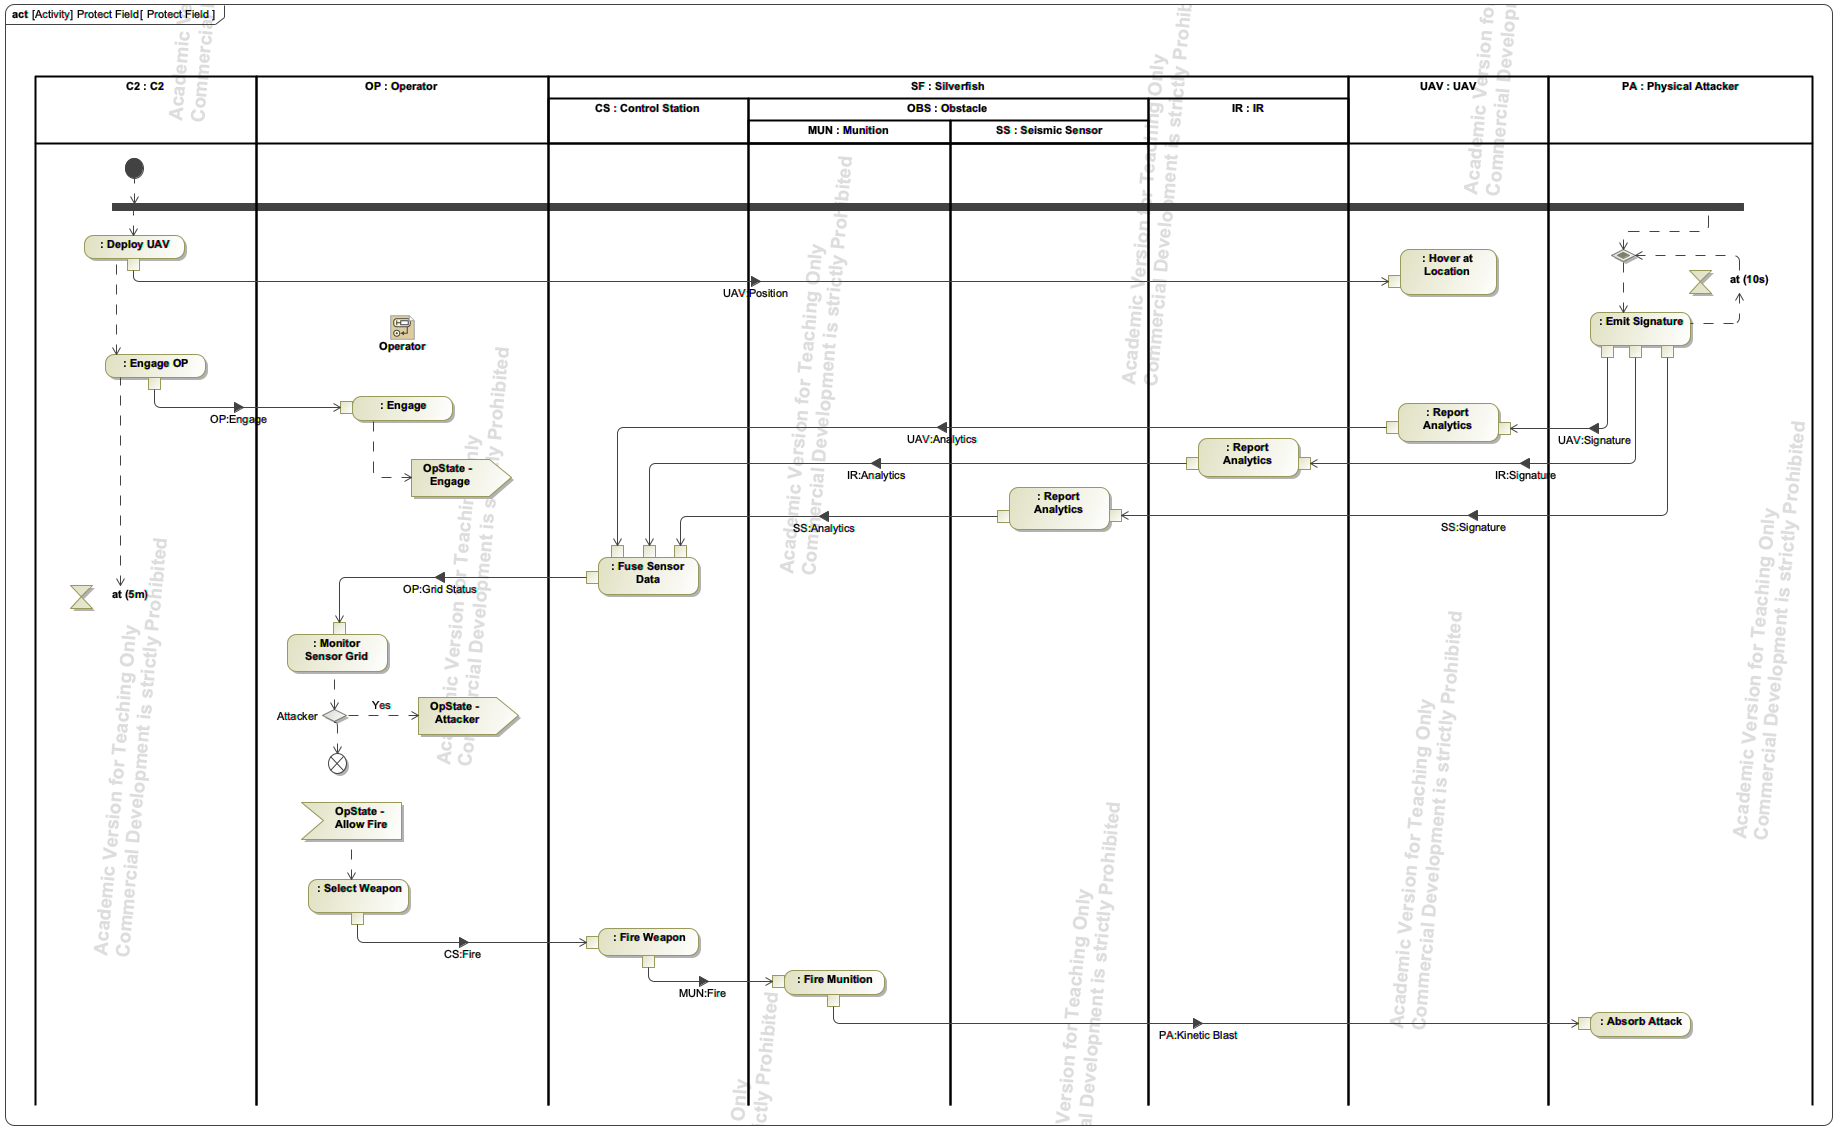 act [Activity] Protect Field[ Protect Field ]
C2 : C2
OP : Operator
SF : Silverfish
UAV : UAV
PA : Physical Attacker
CS : Control Station
OBS : Obstacle
IR : IR
MUN : Munition
SS : Seismic Sensor
: Deploy UAV
: Hover at
Location
at (10s)
UAV:Position
: Emit Signature
Operator
: Engage OP
: Engage
OP:Engage
: Report
Analytics
UAV:Signature
UAV:Analytics
: Report
Analytics
IR:Signature
IR:Analytics
OpState -
Engage
: Report
Analytics
SS:Signature
SS:Analytics
: Fuse Sensor
Data
OP:Grid Status
at (5m)
: Monitor
Sensor Grid
Attacker
Yes
OpState -
Attacker
OpState -
Allow Fire
: Select Weapon
CS:Fire
: Fire Weapon
MUN:Fire
: Fire Munition
PA:Kinetic Blast
: Absorb Attack
Academic Version for Teaching Only
Commercial Development is strictly Prohibited